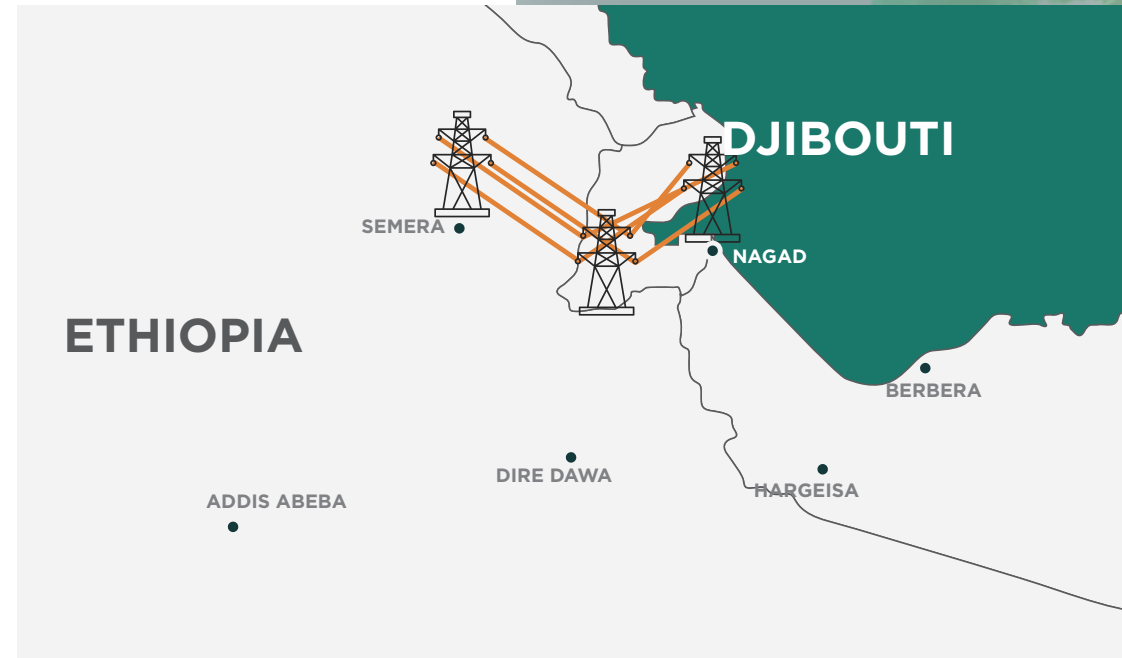 DJIBOUTI
SEMERA
NAGAD
ETHIOPIA
BERBERA
DIRE DAWA
HARGEISA
ADDIS ABEBA